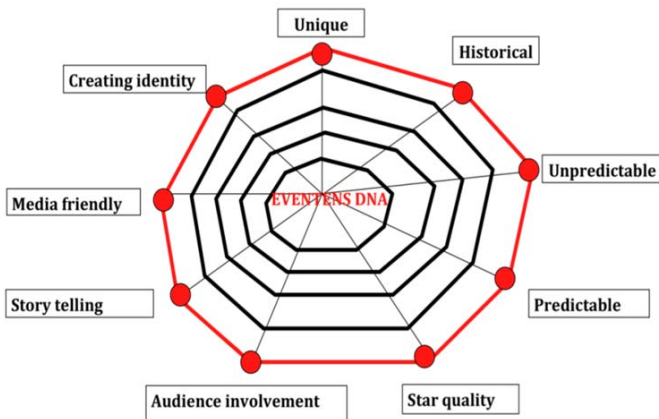 Unique
Historical
Creating identity
Unpredictable
Media friendly
EVENTENS DNA
Story telling
Predictable
Audience involvement
Star quality